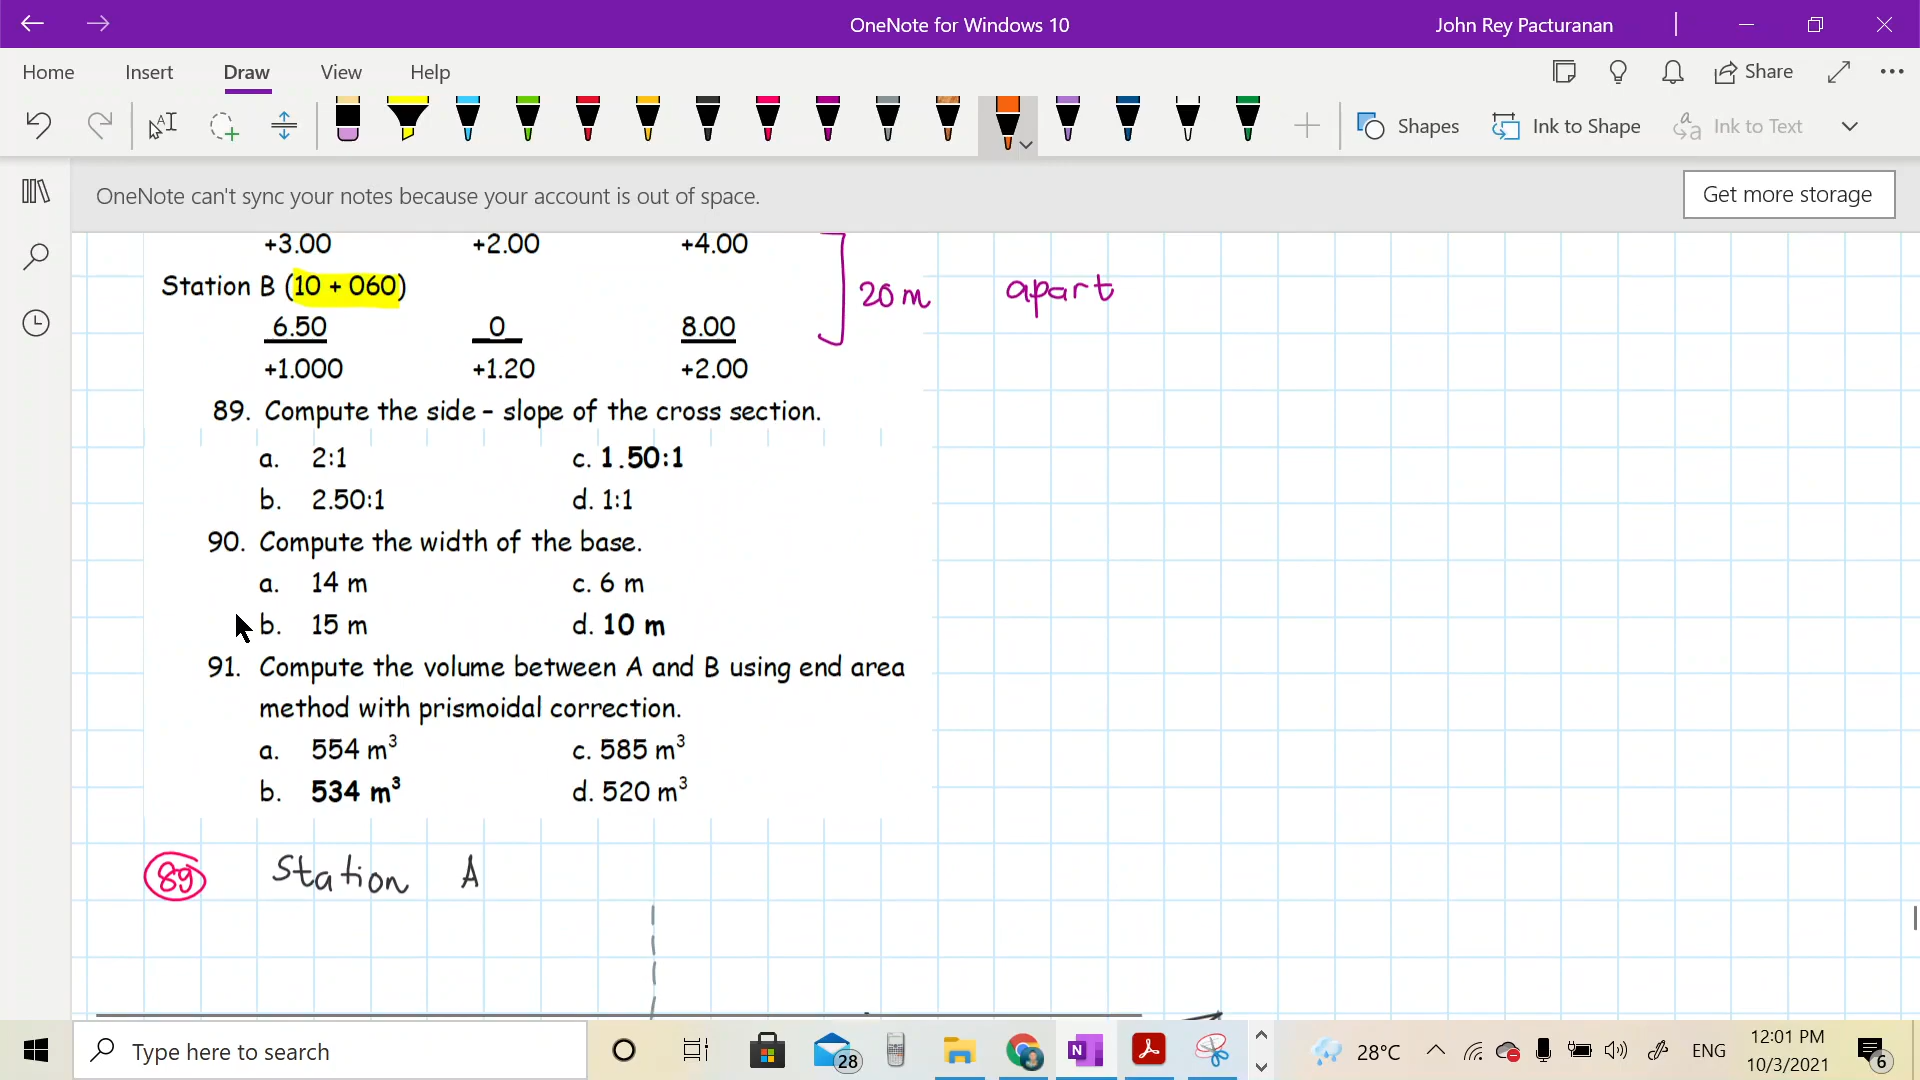 OneNote for Windows 10
John Rey Pacturanan
Home Insert Draw View Help
Share
Shapes Ink to Shape Ink to Text
OneNote can't sync your notes because your account is out of space.
Get more storage
+3.00 +2.00 +4.00
Station B (10 + 060)
20 m apart
6.50 0 8.00
+1.000 +1.20 +2.00
89. Compute the side – slope of the cross section.
a. 2:1 c. 1.50:1
b. 2.50:1 d. 1:1
90. Compute the width of the base.
a. 14 m c. 6 m
b. 15 m d. 10 m
91. Compute the volume between A and B using end area
method with prismoidal correction.
a. 554 m³ c. 585 m³
b. 534 m³ d. 520 m³
89 Station A
Type here to search
28
28°C
ENG
12:01 PM
10/3/2021
6